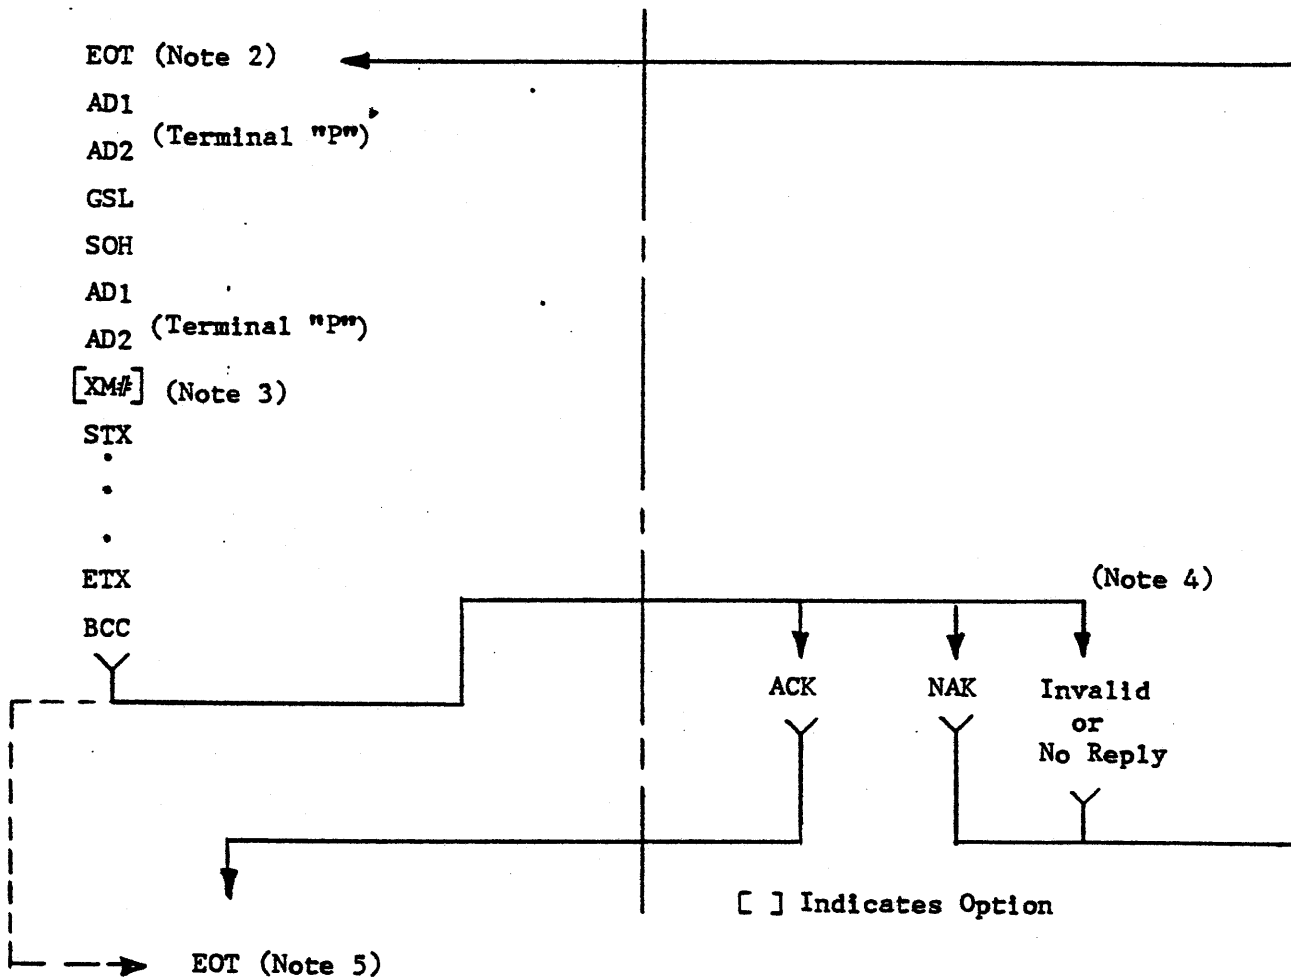 EOT (Note 2)
AD1
(Terminal "P")
AD2
GSL
SOH
AD1
(Terminal "P")
AD2
[XM#] (Note 3)
STX
ETX
BCC
(Note 4)
ACK
NAK
Invalid
or
No Reply
[ ] Indicates Option
EOT (Note 5)